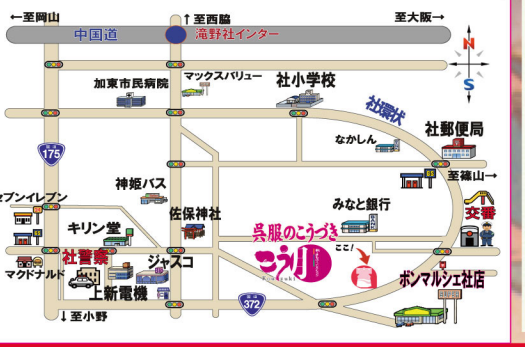 ←至岡山
↑至西脇
至大阪→
中国道
滝野社インター
N
S
マックスバリュー
加東市民病院
社小学校
社環状
なかしん
社郵便局
175
至篠山→
神姫バス
セブンイレブン
みなと銀行
交番
佐保神社
キリン堂
呉服のこうづき
こう月
ここ!
社警察
ジャスコ
マクドナルド
ボンマルシェ社店
上新電機
372
↓至小野